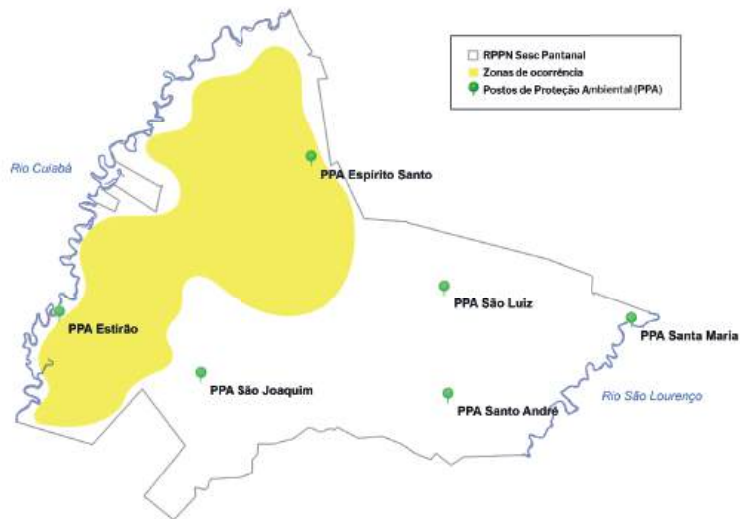 RPPN Sesc Pantanal
Zonas de ocorrência
Postos de Proteção Ambiental (PPA)
Rio Cuiabá
PPA Espírito Santo
PPA São Luiz
PPA Estirão
PPA Santa Maria
PPA São Joaquim
PPA Santo André
Rio São Lourenço